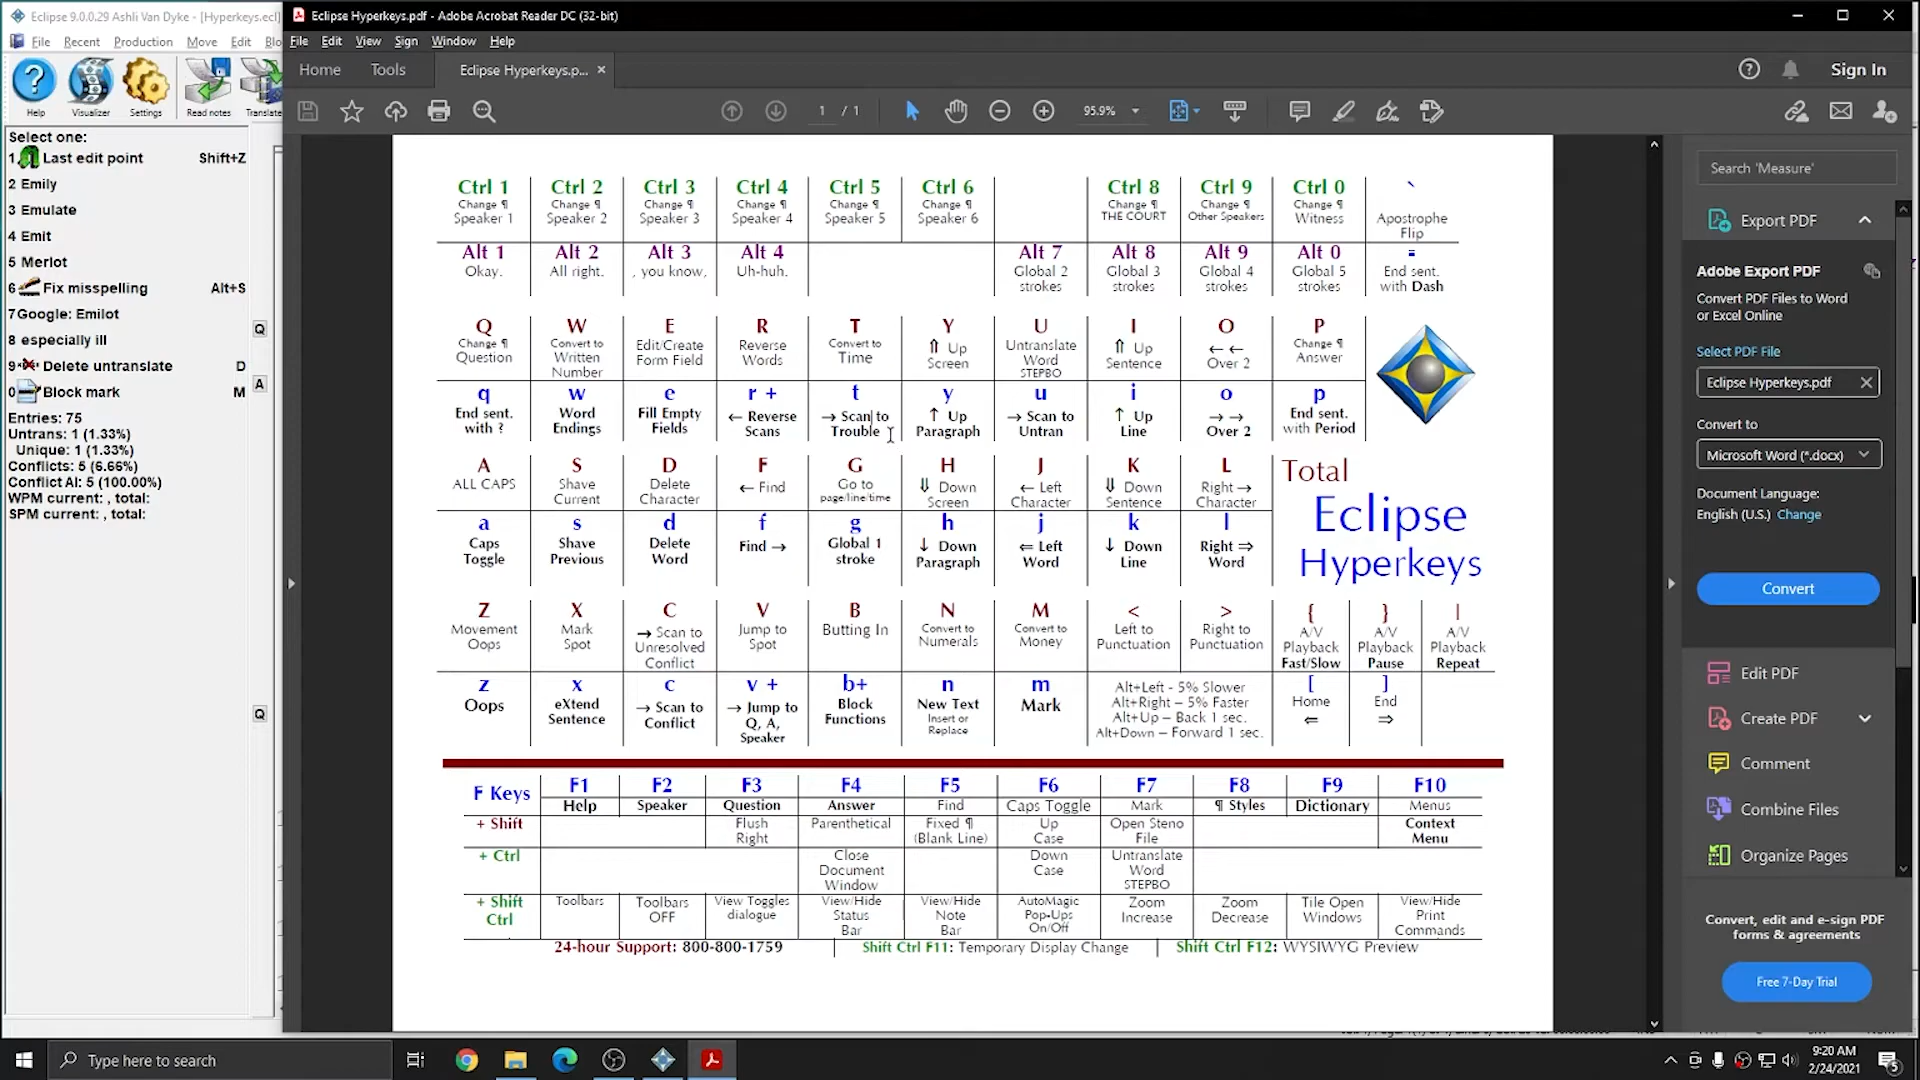 Eclipse 9.0.0.29 Ashli Van Dyke - [Hyperkeys.ecl]
File Recent Production Move Edit Blo
Help Visualizer Settings Read notes Translate
Select one:
1 Last edit point Shift+Z
2 Emily
3 Emulate
4 Emit
5 Merlot
6 Fix misspelling Alt+S
7 Google: Emilot
8 especially ill
9 Delete untranslate D
0 Block mark M
Entries: 75
Untrans: 1 (1.33%)
Unique: 1 (1.33%)
Conflicts: 5 (6.66%)
Conflict AI: 5 (100.00%)
WPM current: , total:
SPM current: , total:
Q
A
Q
Eclipse Hyperkeys.pdf - Adobe Acrobat Reader DC (32-bit)
File Edit View Sign Window Help
Home Tools Eclipse Hyperkeys.p... × Sign In
1 / 1 95.9%
Ctrl 1 Ctrl 2 Ctrl 3 Ctrl 4 Ctrl 5 Ctrl 6 Ctrl 8 Ctrl 9 Ctrl 0 `
Change ¶ Change ¶ Change ¶ Change ¶ Change ¶ Change ¶ Change ¶ Change ¶ Change ¶
Speaker 1 Speaker 2 Speaker 3 Speaker 4 Speaker 5 Speaker 6 THE COURT Other Speakers Witness Apostrophe
Flip
Alt 1 Alt 2 Alt 3 Alt 4 Alt 7 Alt 8 Alt 9 Alt 0 =
Okay. All right. , you know, Uh-huh. Global 2 Global 3 Global 4 Global 5 End sent.
strokes strokes strokes strokes with Dash
Q W E R T Y U I O P
Change ¶ Convert to Edit/Create Reverse Convert to ⇑ Up Untranslate ⇑ Up ← ← Change ¶
Question Written Form Field Words Time Screen Word Sentence Over 2 Answer
Number STEPBO
q w e r + t y u i o p
End sent. Word Fill Empty ← Reverse → Scan to ↑ Up → Scan to ↑ Up → → End sent.
with ? Endings Fields Scans Trouble Paragraph Untran Line Over 2 with Period
A S D F G H J K L
ALL CAPS Shave Delete ← Find Go to ⇓ Down ← Left ⇓ Down Right →
Current Character page/line/time Screen Character Sentence Character
a s d f g h j k l
Caps Shave Delete Find → Global 1 ↓ Down ⇐ Left ↓ Down Right ⇒
Toggle Previous Word stroke Paragraph Word Line Word
Total
Eclipse
Hyperkeys
Z X C V B N M < > { } |
Movement Mark → Scan to Jump to Butting In Convert to Convert to Left to Right to A/V A/V A/V
Oops Spot Unresolved Spot Numerals Money Punctuation Punctuation Playback Playback Playback
Conflict Fast/Slow Pause Repeat
z x c v + b+ n m [ ]
Oops eXtend → Scan to → Jump to Block New Text Mark Home End
Sentence Conflict Q, A, Functions Insert or ⇐ ⇒
Speaker Replace
Alt+Left - 5% Slower
Alt+Right – 5% Faster
Alt+Up – Back 1 sec.
Alt+Down – Forward 1 sec.
F Keys F1 F2 F3 F4 F5 F6 F7 F8 F9 F10
Help Speaker Question Answer Find Caps Toggle Mark ¶ Styles Dictionary Menus
+ Shift Flush Parenthetical Fixed ¶ Up Open Steno Context
Right (Blank Line) Case File Menu
+ Ctrl Close Down Untranslate
Document Case Word
Window STEPBO
+ Shift Toolbars Toolbars View Toggles View/Hide View/Hide AutoMagic Zoom Zoom Tile Open View/Hide
Ctrl OFF dialogue Status Note Pop-Ups Increase Decrease Windows Print
Bar Bar On/Off Commands
24-hour Support: 800-800-1759 Shift Ctrl F11: Temporary Display Change Shift Ctrl F12: WYSIWYG Preview
Search 'Measure'
Export PDF
Adobe Export PDF
Convert PDF Files to Word
or Excel Online
Select PDF File
Eclipse Hyperkeys.pdf ×
Convert to
Microsoft Word (*.docx)
Document Language:
English (U.S.) Change
Convert
Edit PDF
Create PDF
Comment
Combine Files
Organize Pages
Convert, edit and e-sign PDF
forms & agreements
Free 7-Day Trial
Type here to search
9:20 AM
2/24/2021
5